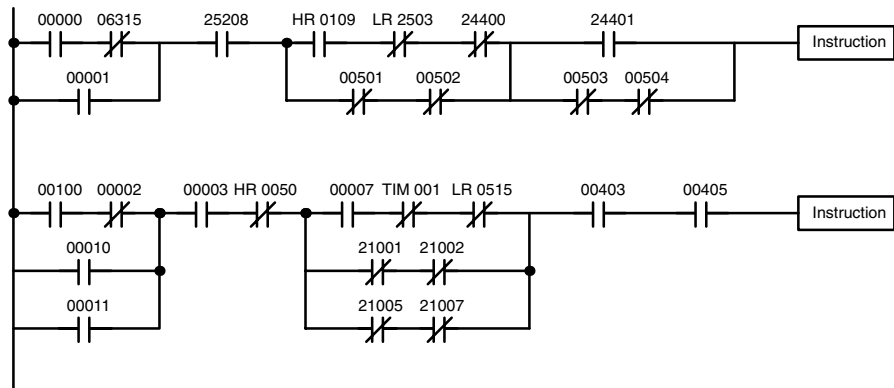 00000 06315 25208 HR 0109 LR 2503 24400 24401
Instruction
00001 00501 00502 00503 00504
00100 00002 00003 HR 0050 00007 TIM 001 LR 0515 00403 00405
Instruction
00010 21001 21002
00011 21005 21007